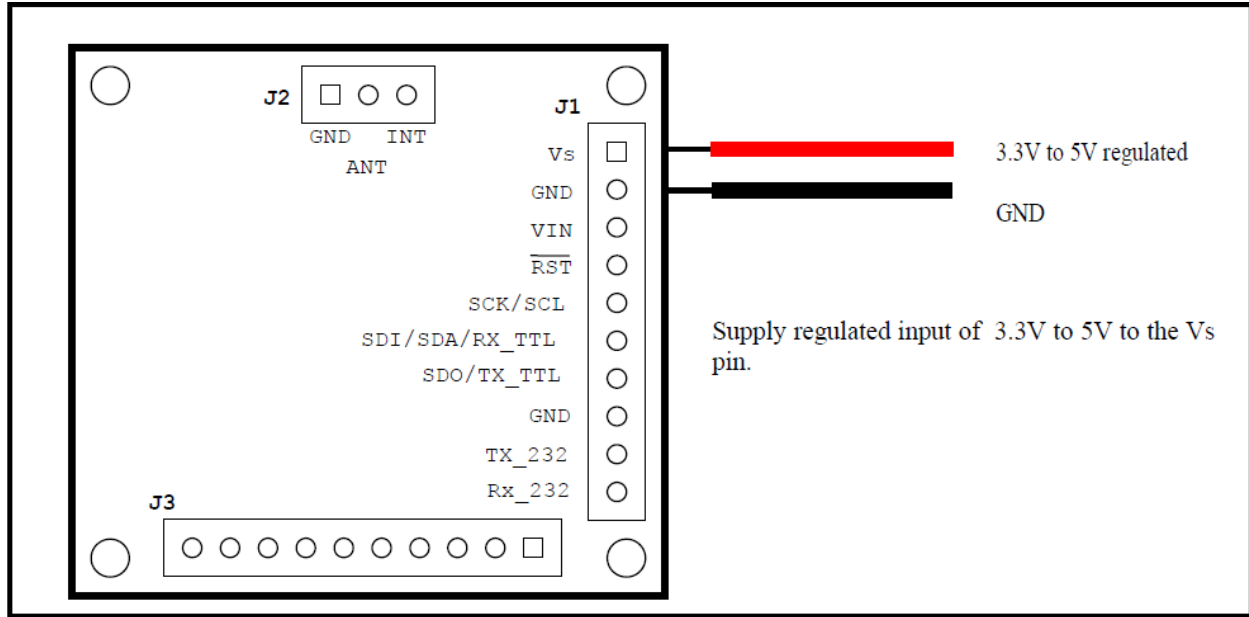 J2
GND INT
ANT
J1
Vs
GND
VIN
RST
SCK/SCL
SDI/SDA/RX_TTL
SDO/TX_TTL
GND
TX_232
Rx_232
J3
3.3V to 5V regulated
GND
Supply regulated input of 3.3V to 5V to the Vs
pin.